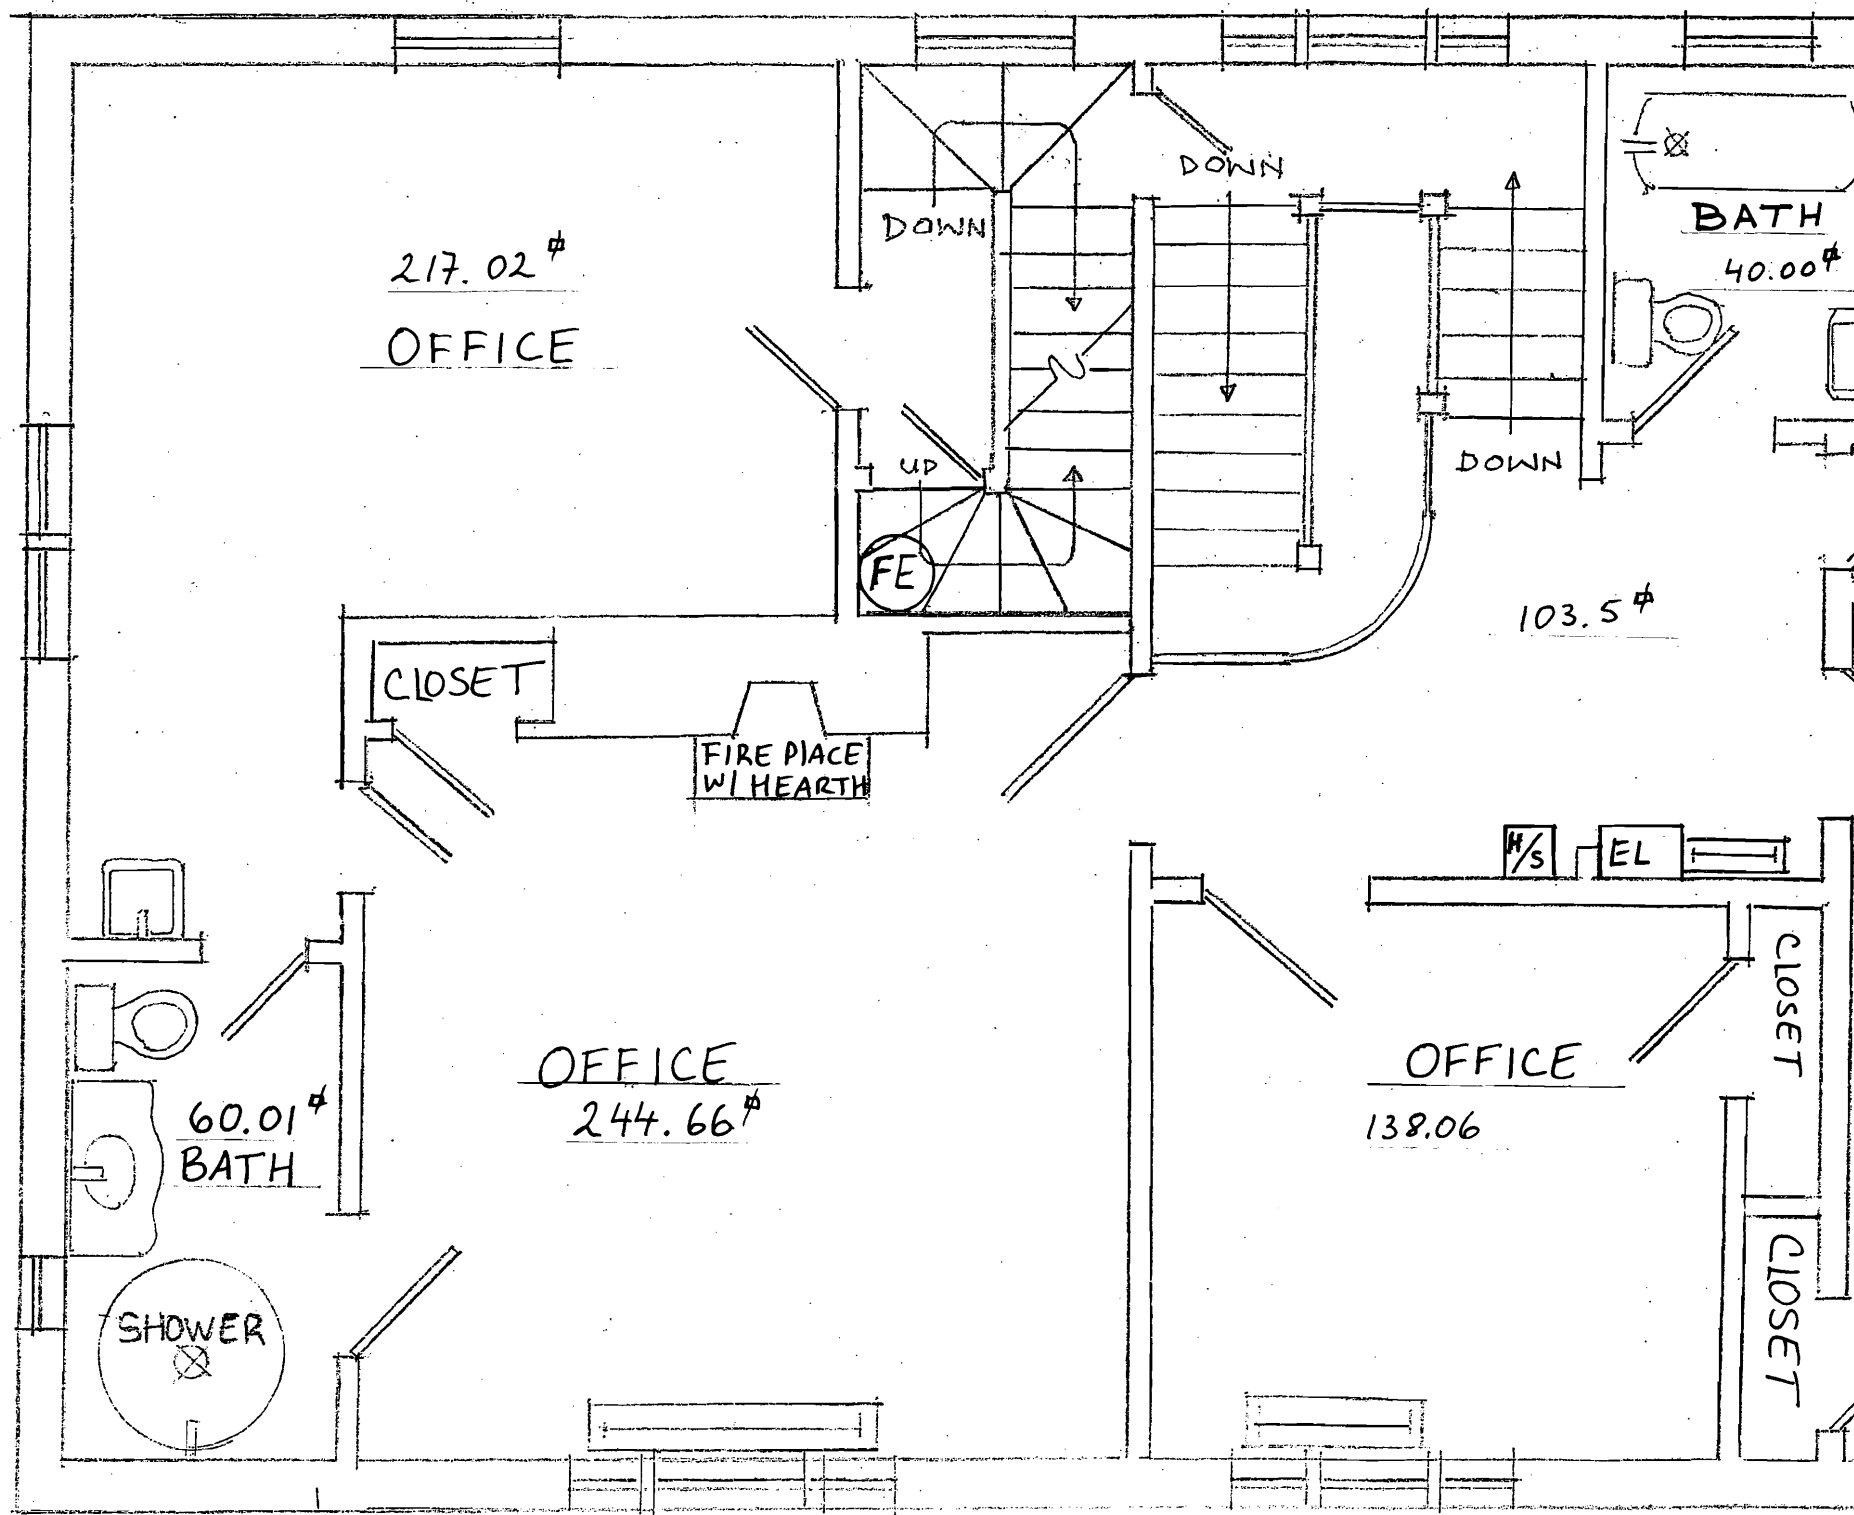 DOWN
DOWN
BATH
40.00⌷
217.02⌷
OFFICE
UP
DOWN
FE
103.5⌷
CLOSET
FIRE PLACE
W/ HEARTH
H/S
EL
CLOSET
OFFICE
244.66⌷
OFFICE
138.06
60.01⌷
BATH
CLOSET
SHOWER